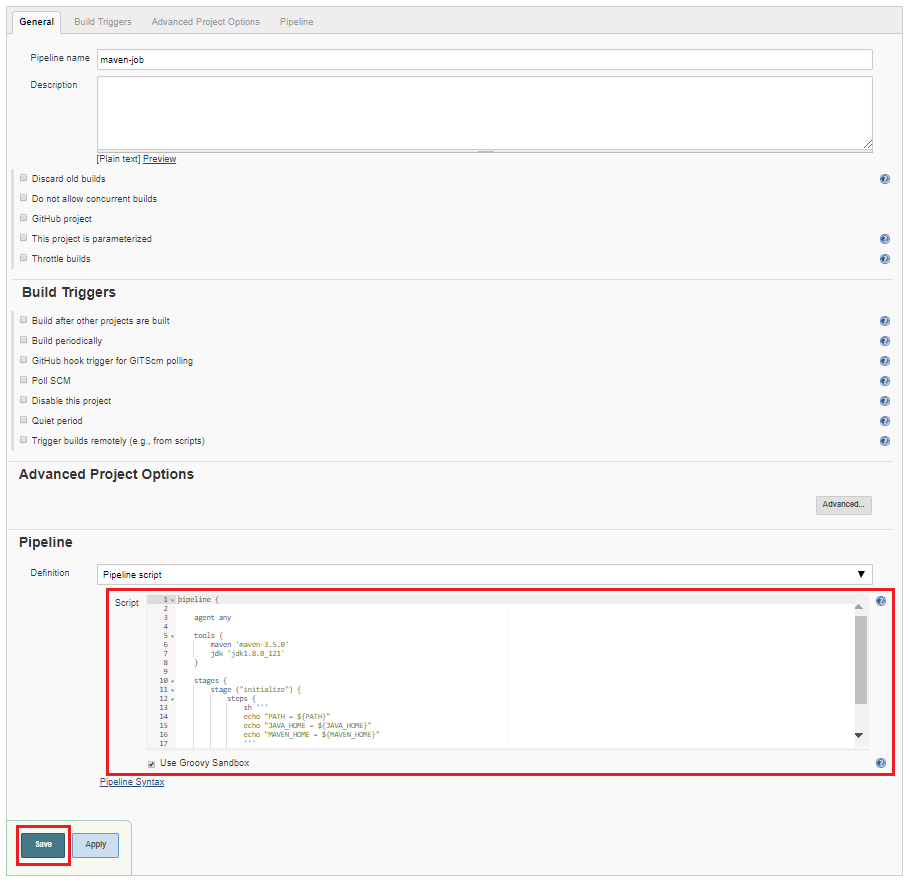 General Build Triggers Advanced Project Options Pipeline
Pipeline name maven-job
Description
[Plain text] Preview
Discard old builds
Do not allow concurrent builds
GitHub project
This project is parameterized
Throttle builds
Build Triggers
Build after other projects are built
Build periodically
GitHub hook trigger for GITScm polling
Poll SCM
Disable this project
Quiet period
Trigger builds remotely (e.g., from scripts)
Advanced Project Options
Advanced...
Pipeline
Definition Pipeline script
Script
1 pipeline {
2
3 agent any
4
5 tools {
6 maven 'maven-3.5.0'
7 jdk 'jdk1.8.0_121'
8 }
9
10 stages {
11 stage ("initialize") {
12 steps {
13 sh '''
14 echo "PATH = ${PATH}"
15 echo "JAVA_HOME = ${JAVA_HOME}"
16 echo "MAVEN_HOME = ${MAVEN_HOME}"
17 '''
Use Groovy Sandbox
Pipeline Syntax
Save Apply